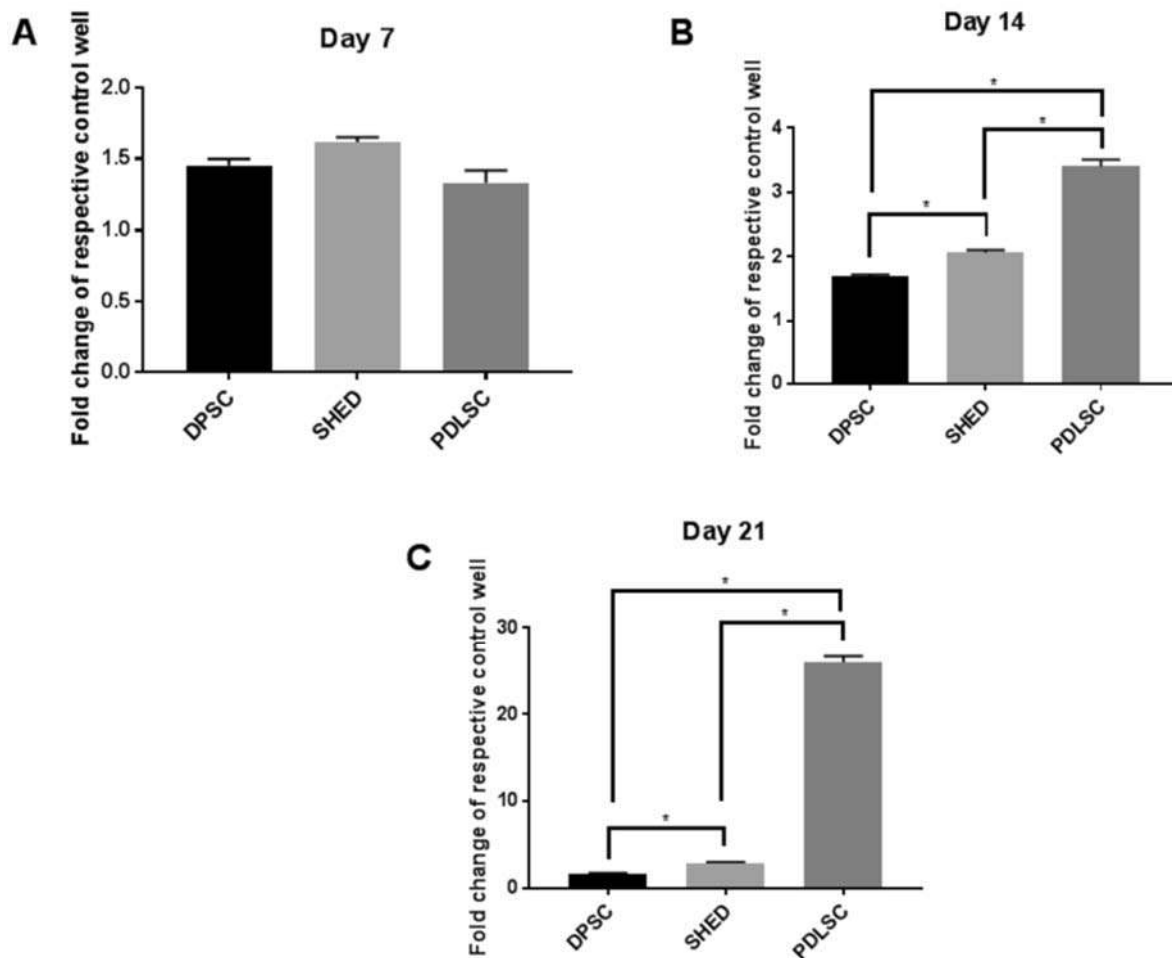 A
Day 7
Fold change of respective control well
2.0
1.5
1.0
0.5
0.0
DPSC
SHED
PDLSC
B
Day 14
Fold change of respective control well
4
3
2
1
0
*
*
*
DPSC
SHED
PDLSC
C
Day 21
Fold change of respective control well
30
20
10
0
*
*
*
DPSC
SHED
PDLSC